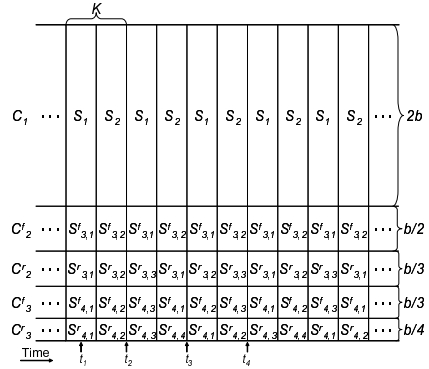 K
C1 ··· S1 S2 S1 S2 S1 S2 S1 S2 S1 S2 ··· 2b
Cf2 ··· Sf3,1 Sf3,2 Sf3,1 Sf3,2 Sf3,1 Sf3,2 Sf3,1 Sf3,2 Sf3,1 Sf3,2 ··· b/2
Cr2 ··· Sr3,1 Sr3,2 Sr3,3 Sr3,1 Sr3,2 Sr3,3 Sr3,1 Sr3,2 Sr3,3 Sr3,1 ··· b/3
Cf3 ··· Sf4,1 Sf4,2 Sf4,3 Sf4,1 Sf4,2 Sf4,3 Sf4,1 Sf4,2 Sf4,3 Sf4,1 ··· b/3
Cr3 ··· Sr4,1 Sr4,2 Sr4,3 Sr4,4 Sr4,1 Sr4,2 Sr4,3 Sr4,4 Sr4,1 Sr4,2 ··· b/4
Time t1 t2 t3 t4